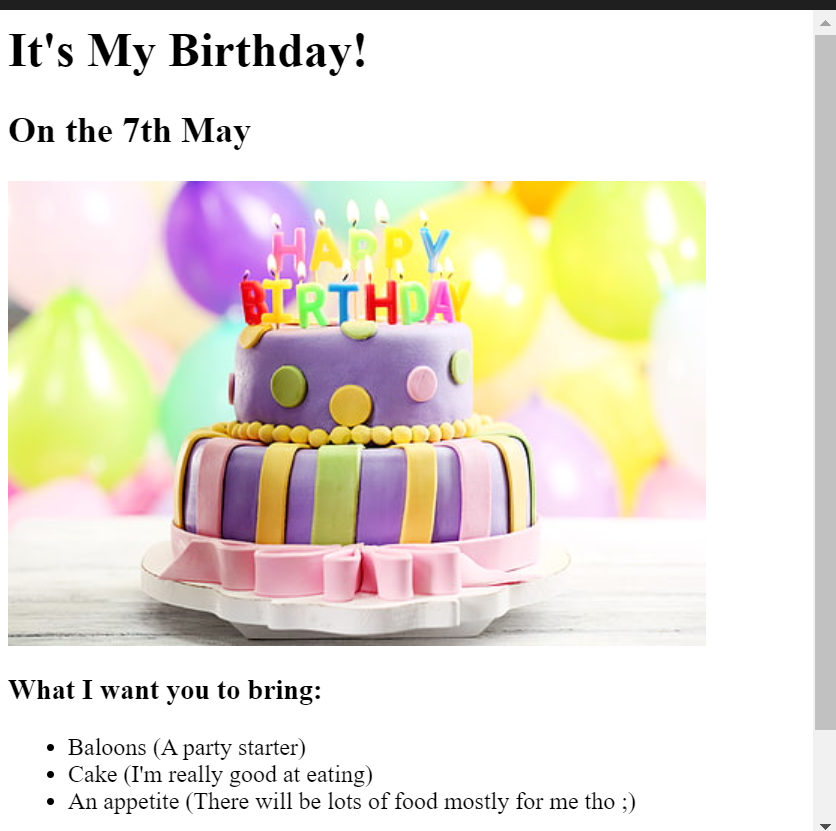 It's My Birthday!
On the 7th May
HAPPY
BIRTHDAY
What I want you to bring:
Baloons (A party starter)
Cake (I'm really good at eating)
An appetite (There will be lots of food mostly for me tho ;)